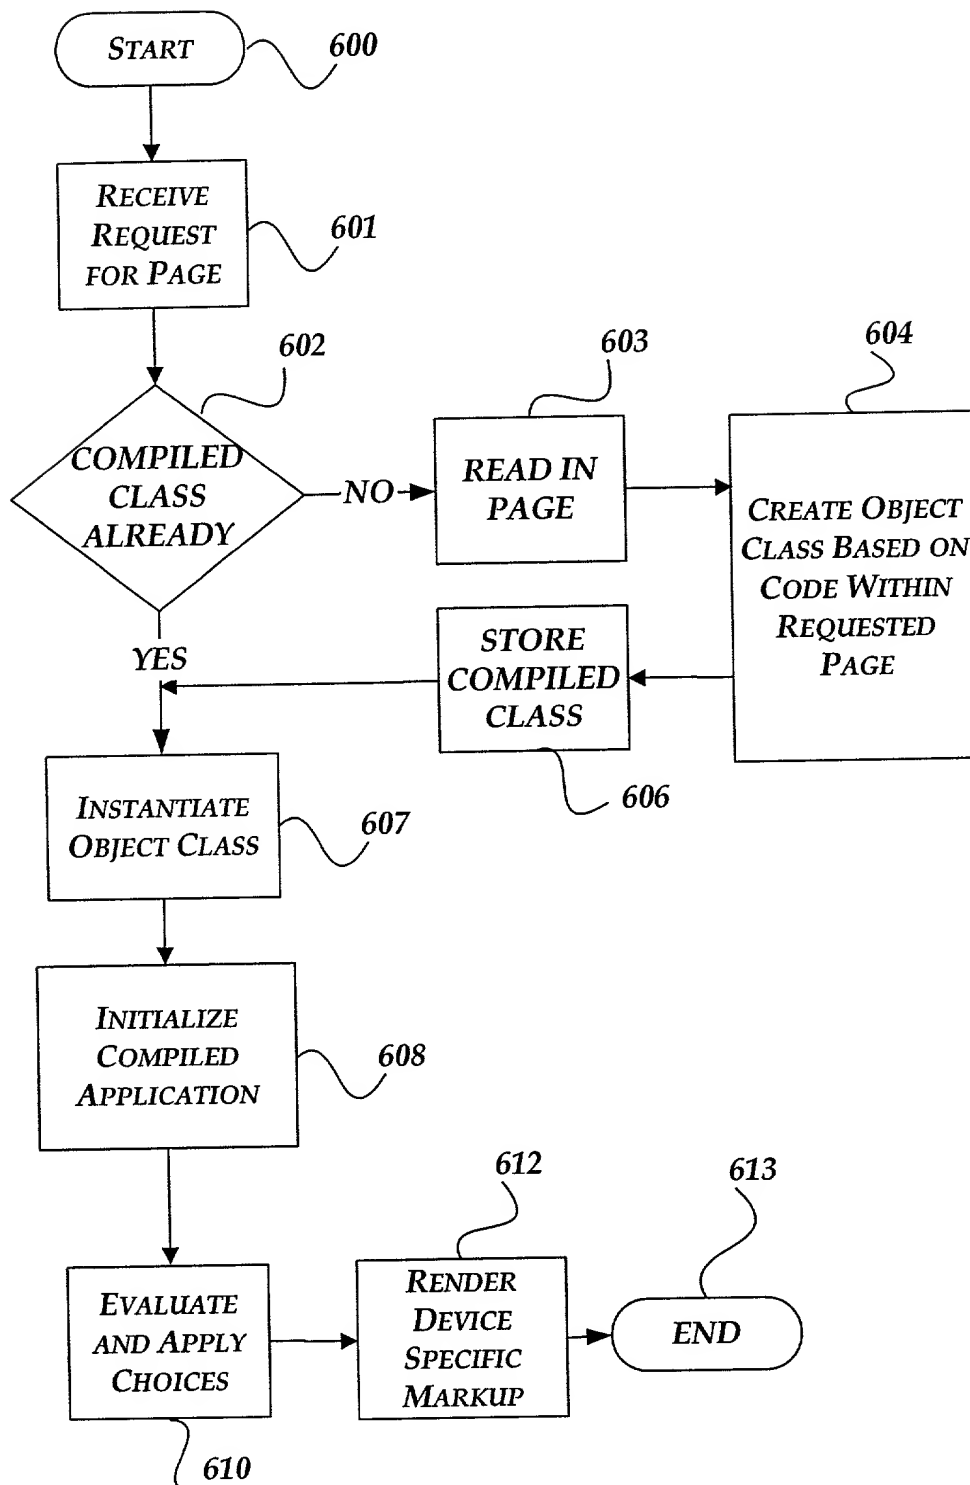 START
600
RECEIVE
REQUEST
FOR PAGE
601
602
COMPILED
CLASS
ALREADY
NO
603
READ IN
PAGE
604
CREATE OBJECT
CLASS BASED ON
CODE WITHIN
REQUESTED
PAGE
YES
STORE
COMPILED
CLASS
606
INSTANTIATE
OBJECT CLASS
607
INITIALIZE
COMPILED
APPLICATION
608
EVALUATE
AND APPLY
CHOICES
610
612
RENDER
DEVICE
SPECIFIC
MARKUP
613
END